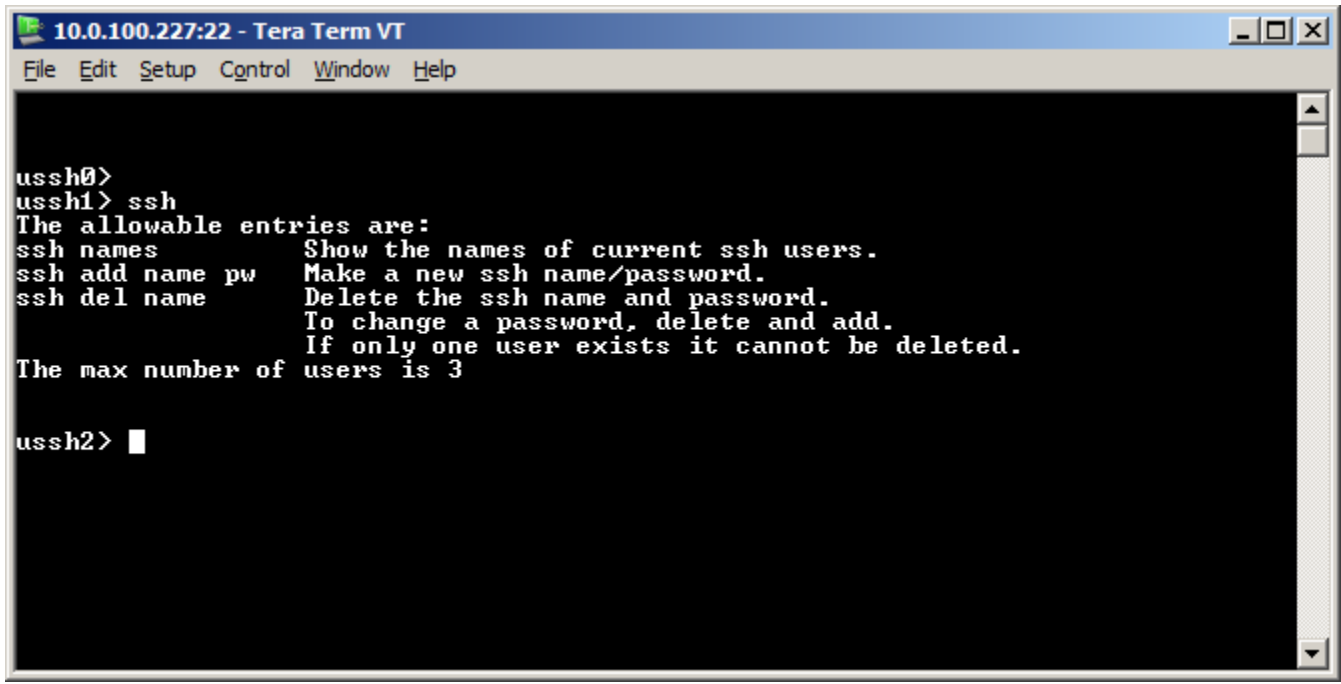 10.0.100.227:22 - Tera Term VT
File Edit Setup Control Window Help
ussh0>
ussh1> ssh
The allowable entries are:
ssh names Show the names of current ssh users.
ssh add name pw Make a new ssh name/password.
ssh del name Delete the ssh name and password.
To change a password, delete and add.
If only one user exists it cannot be deleted.
The max number of users is 3
ussh2>